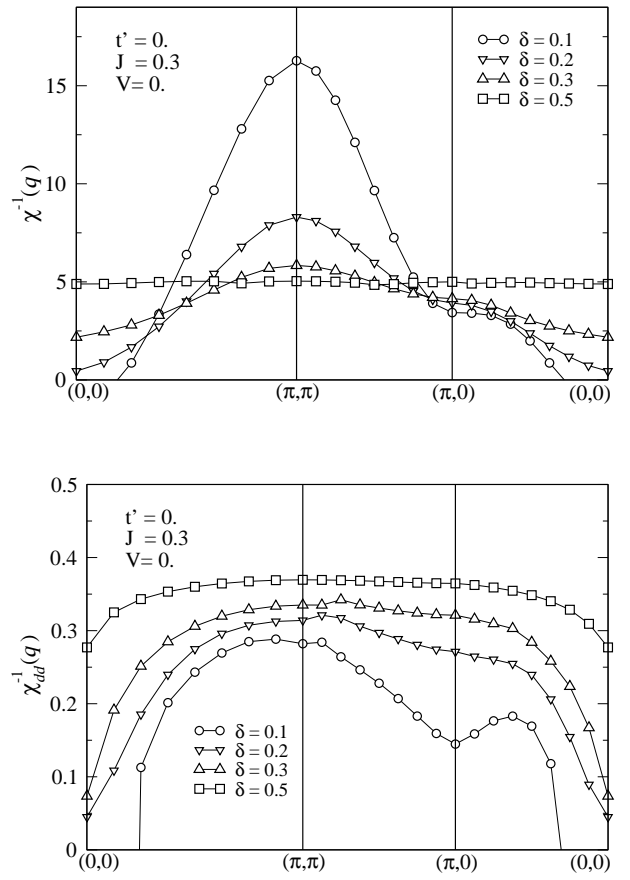 t’ = 0.
J = 0.3
V= 0.
δ = 0.1
δ = 0.2
δ = 0.3
δ = 0.5
15
10
5
0
χ⁻¹(q)
(0,0) (π,π) (π,0) (0,0)
0.5
0.4
0.3
0.2
0.1
0
t’ = 0.
J = 0.3
V= 0.
χ⁻¹dd(q)
δ = 0.1
δ = 0.2
δ = 0.3
δ = 0.5
(0,0) (π,π) (π,0) (0,0)